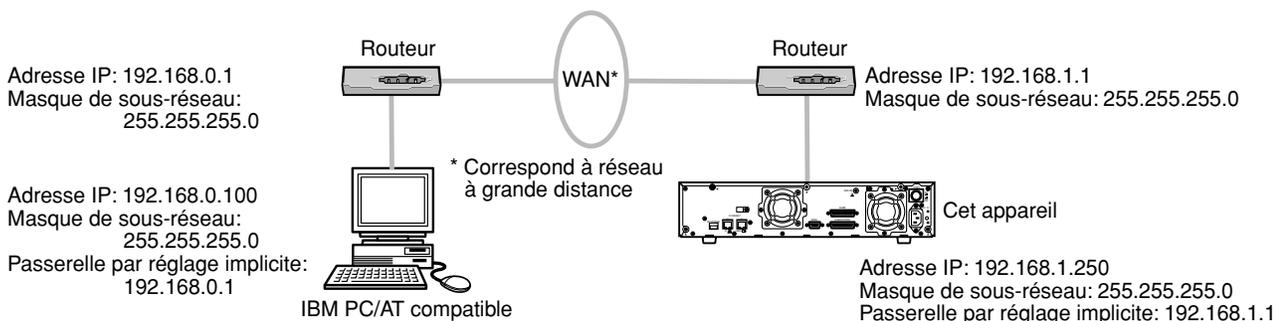 Routeur
Adresse IP: 192.168.0.1
Masque de sous-réseau:
255.255.255.0
WAN*
Routeur
Adresse IP: 192.168.1.1
Masque de sous-réseau: 255.255.255.0
* Correspond à réseau
à grande distance
Adresse IP: 192.168.0.100
Masque de sous-réseau:
255.255.255.0
Passerelle par réglage implicite:
192.168.0.1
IBM PC/AT compatible
Cet appareil
Adresse IP: 192.168.1.250
Masque de sous-réseau: 255.255.255.0
Passerelle par réglage implicite: 192.168.1.1